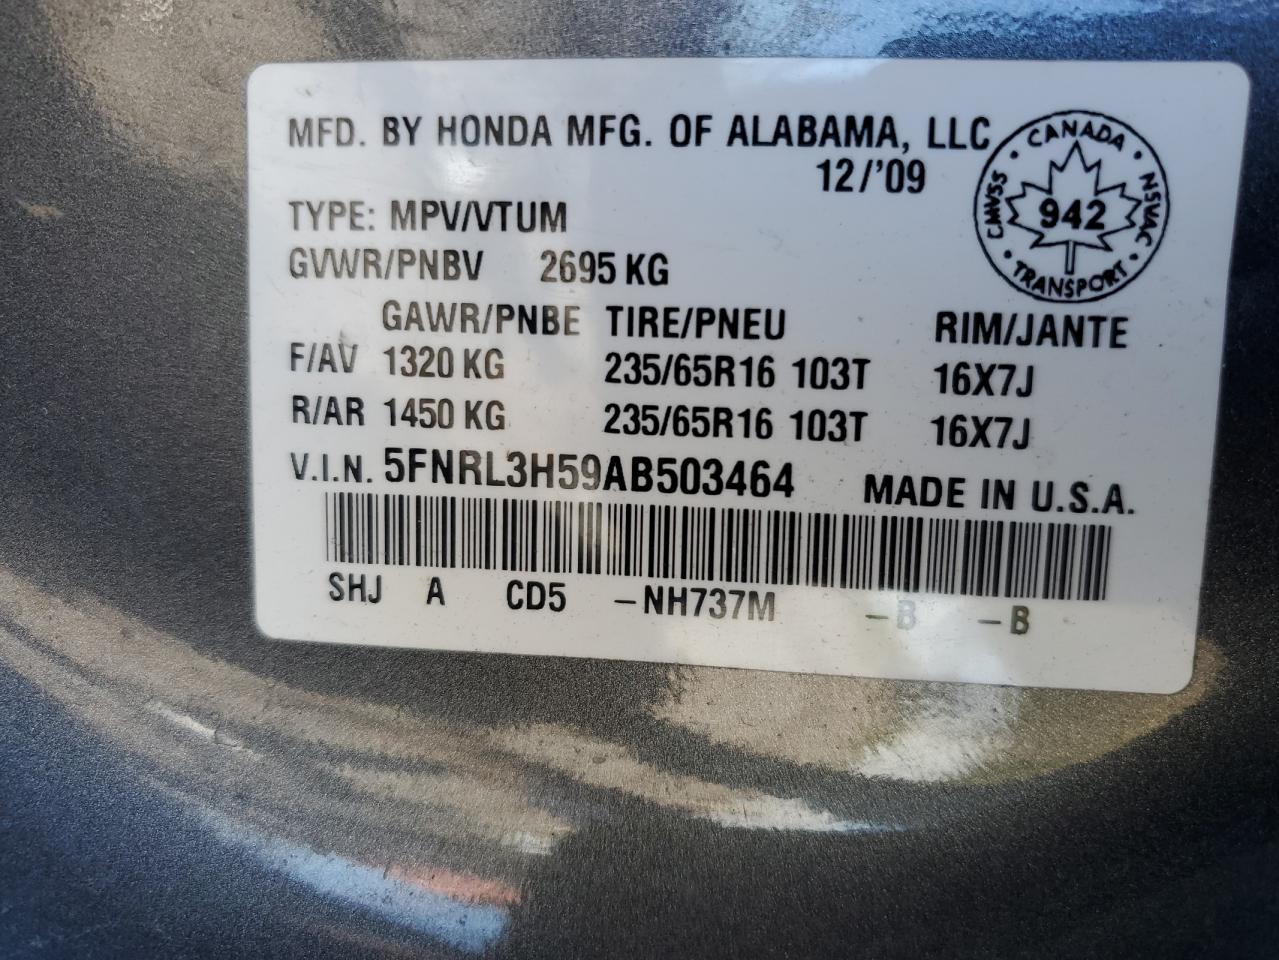 MFD. BY HONDA MFG. OF ALABAMA, LLC
12/'09
CANADA
CMVSS 942 NSVAC
TRANSPORT
TYPE: MPV/VTUM
GVWR/PNBV 2695 KG
GAWR/PNBE TIRE/PNEU RIM/JANTE
F/AV 1320 KG 235/65R16 103T 16X7J
R/AR 1450 KG 235/65R16 103T 16X7J
V.I.N. 5FNRL3H59AB503464 MADE IN U.S.A.
SHJ A CD5 -NH737M -B -B